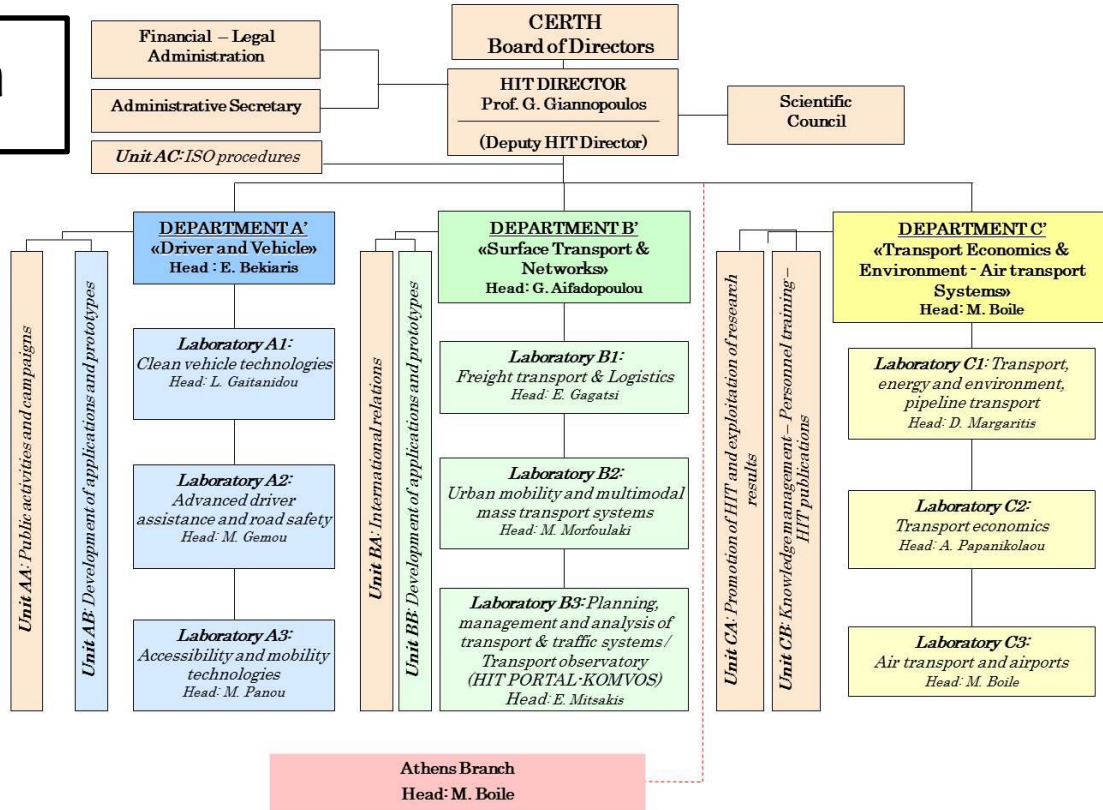 Financial – Legal
Administration
CERTH
Board of Directors
Administrative Secretary
HIT DIRECTOR
Prof. G. Giannopoulos
(Deputy HIT Director)
Scientific
Council
Unit AC: ISO procedures
DEPARTMENT A'
«Driver and Vehicle»
Head : E. Bekiaris
DEPARTMENT B'
«Surface Transport &
Networks»
Head: G. Aifadopoulou
DEPARTMENT C'
«Transport Economics &
Environment - Air transport
Systems»
Head: M. Boile
Unit AA: Public activities and campaigns
Unit AB: Development of applications and prototypes
Laboratory A1:
Clean vehicle technologies
Head: L. Gaitanidou
Laboratory A2:
Advanced driver
assistance and road safety
Head: M. Gemou
Laboratory A3:
Accessibility and mobility
technologies
Head: M. Panou
Unit BA: International relations
Unit BB: Development of applications and prototypes
Laboratory B1:
Freight transport & Logistics
Head: E. Gagatsi
Laboratory B2:
Urban mobility and multimodal
mass transport systems
Head: M. Morfoulaki
Laboratory B3: Planning,
management and analysis of
transport & traffic systems /
Transport observatory
(HIT PORTAL-KOMVOS)
Head: E. Mitsakis
Unit CA: Promotion of HIT and exploitation of research
results
Unit CB: Knowledge management – Personnel training –
HIT publications
Laboratory C1: Transport,
energy and environment,
pipeline transport
Head: D. Margaritis
Laboratory C2:
Transport economics
Head: A. Papanikolaou
Laboratory C3:
Air transport and airports
Head: M. Boile
Athens Branch
Head: M. Boile